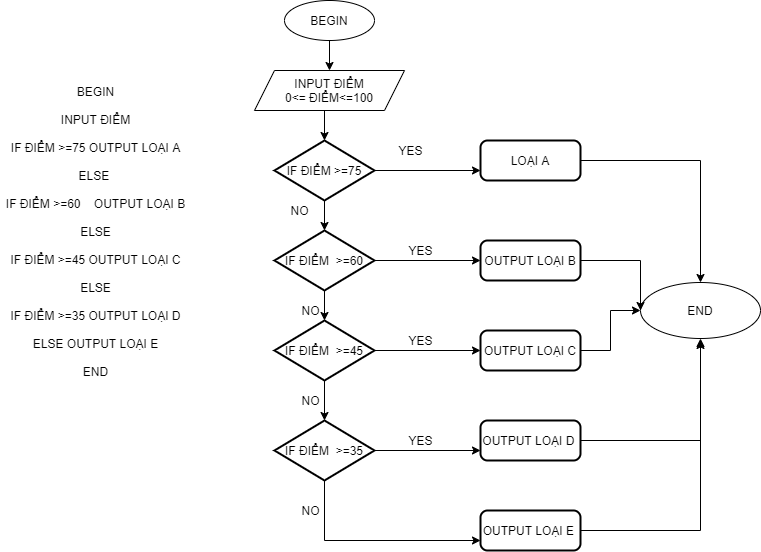 BEGIN
INPUT ĐIỂM
IF ĐIỂM >=75 OUTPUT LOẠI A
ELSE
IF ĐIỂM >=60 OUTPUT LOẠI B
ELSE
IF ĐIỂM >=45 OUTPUT LOẠI C
ELSE
IF ĐIỂM >=35 OUTPUT LOẠI D
ELSE OUTPUT LOẠI E
END
BEGIN
INPUT ĐIỂM
0<= ĐIỂM<=100
IF ĐIỂM >=75
YES
LOẠI A
NO
IF ĐIỂM >=60
YES
OUTPUT LOẠI B
NO
IF ĐIỂM >=45
YES
OUTPUT LOẠI C
NO
IF ĐIỂM >=35
YES
OUTPUT LOẠI D
NO
OUTPUT LOẠI E
END